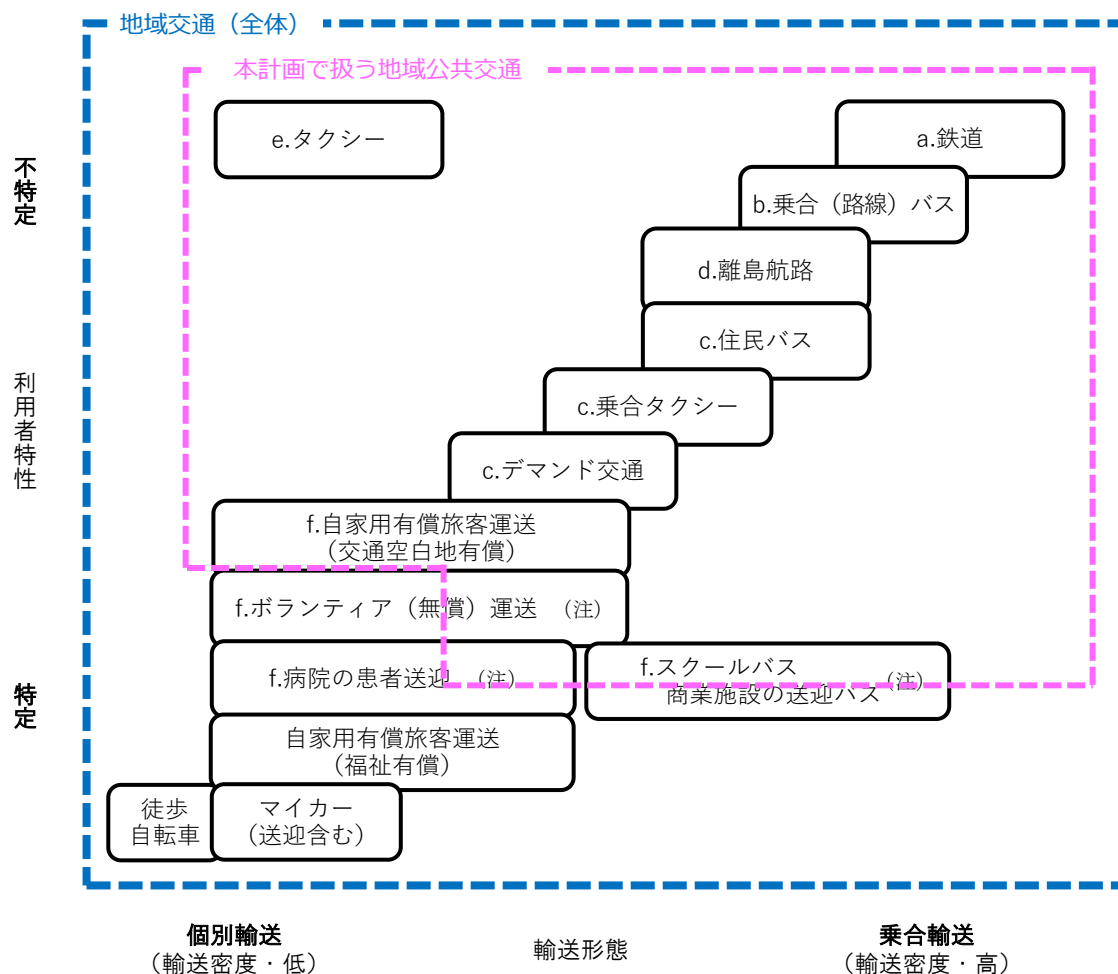 地域交通（全体）
本計画で扱う地域公共交通
e.タクシー
a.鉄道
不特定
b.乗合（路線）バス
d.離島航路
c.住民バス
利用者特性
c.乗合タクシー
c.デマンド交通
f.自家用有償旅客運送
（交通空白地有償）
f.ボランティア（無償）運送　（注）
特定
f.病院の患者送迎　（注）
f.スクールバス
商業施設の送迎バス（注）
自家用有償旅客運送
（福祉有償）
徒歩
自転車
マイカー
（送迎含む）
個別輸送
（輸送密度・低）
輸送形態
乗合輸送
（輸送密度・高）